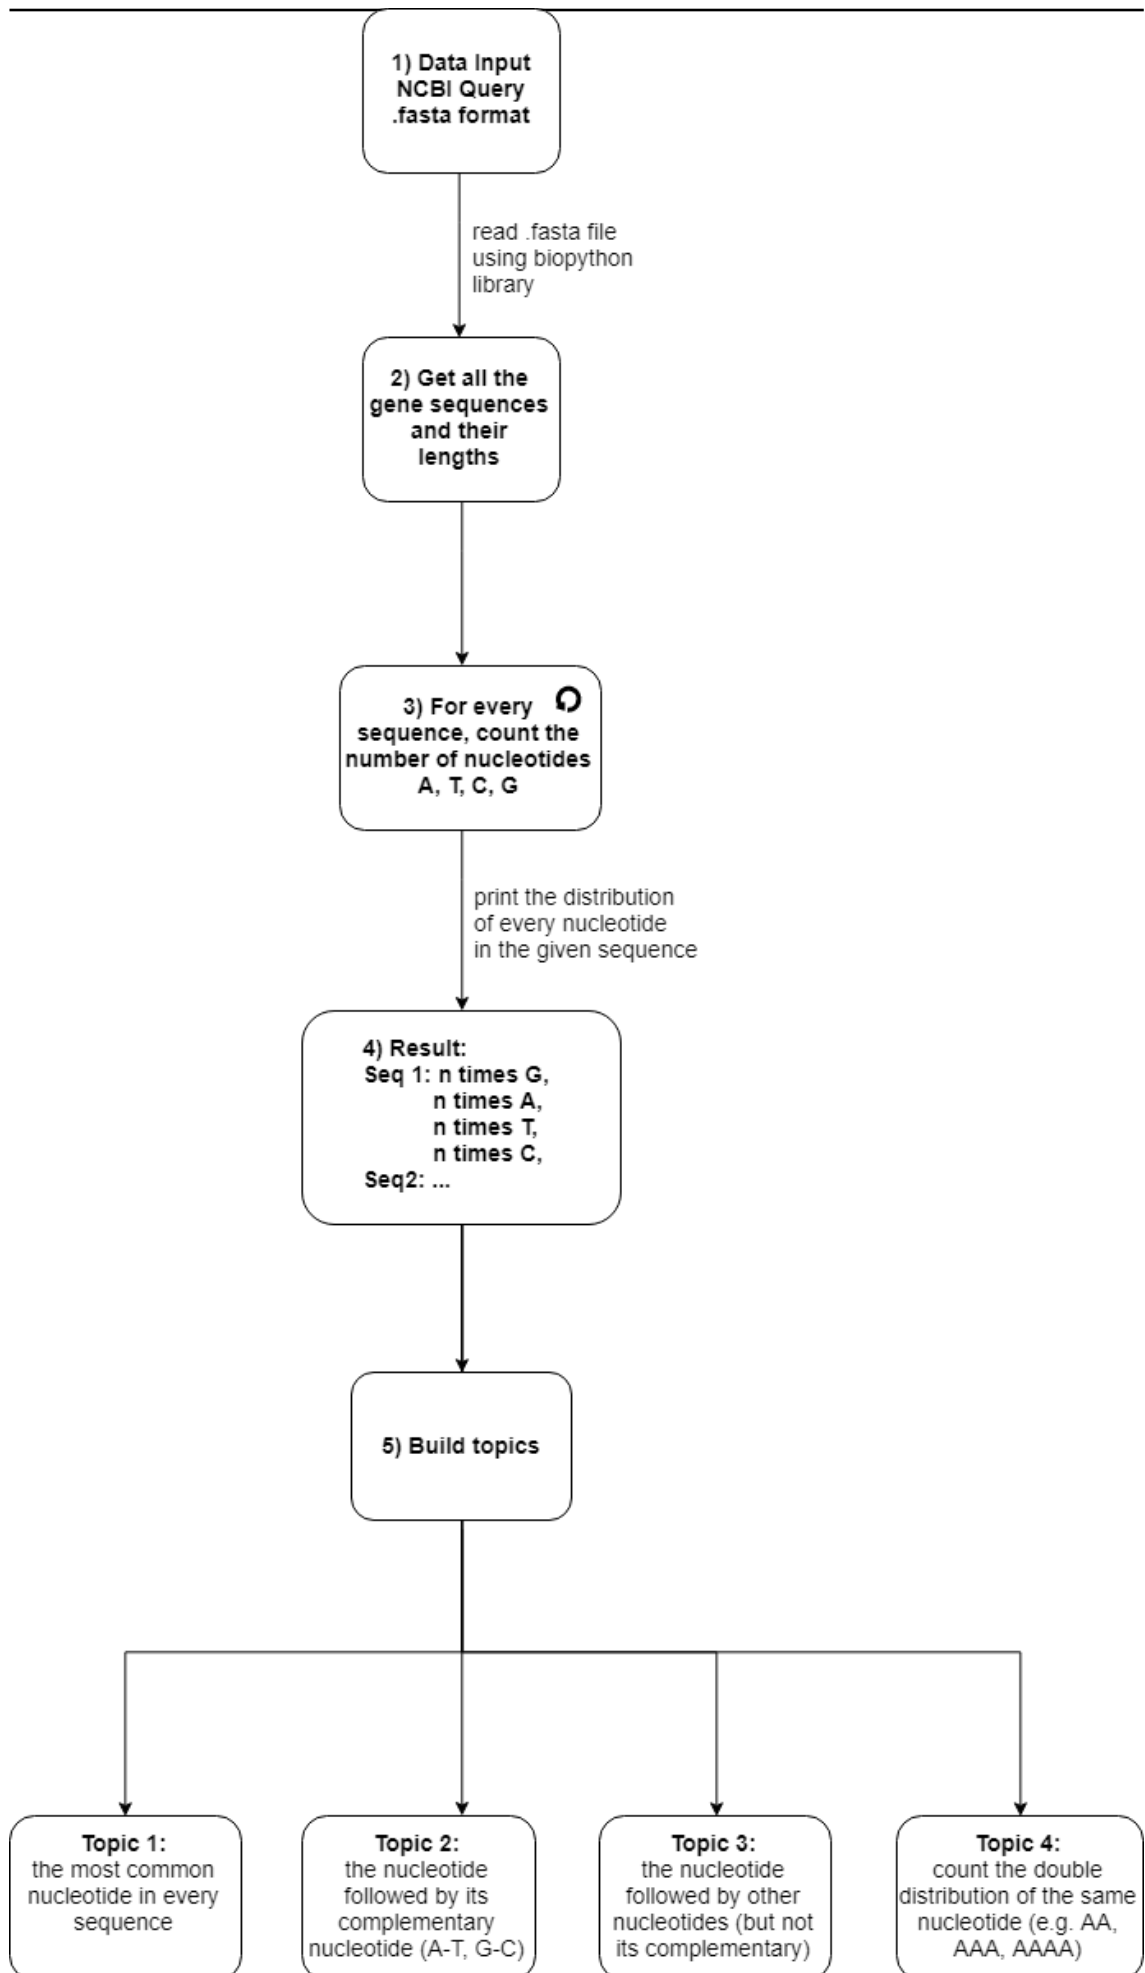 1) Data Input
NCBI Query
.fasta format
read .fasta file
using biopython
library
2) Get all the
gene sequences
and their
lengths
3) For every
sequence, count the
number of nucleotides
A, T, C, G
print the distribution
of every nucleotide
in the given sequence
4) Result:
Seq 1: n times G,
n times A,
n times T,
n times C,
Seq2: ...
5) Build topics
Topic 1:
the most common
nucleotide in every
sequence
Topic 2:
the nucleotide
followed by its
complementary
nucleotide (A-T, G-C)
Topic 3:
the nucleotide
followed by other
nucleotides (but not
its complementary)
Topic 4:
count the double
distribution of the same
nucleotide (e.g. AA,
AAA, AAAA)